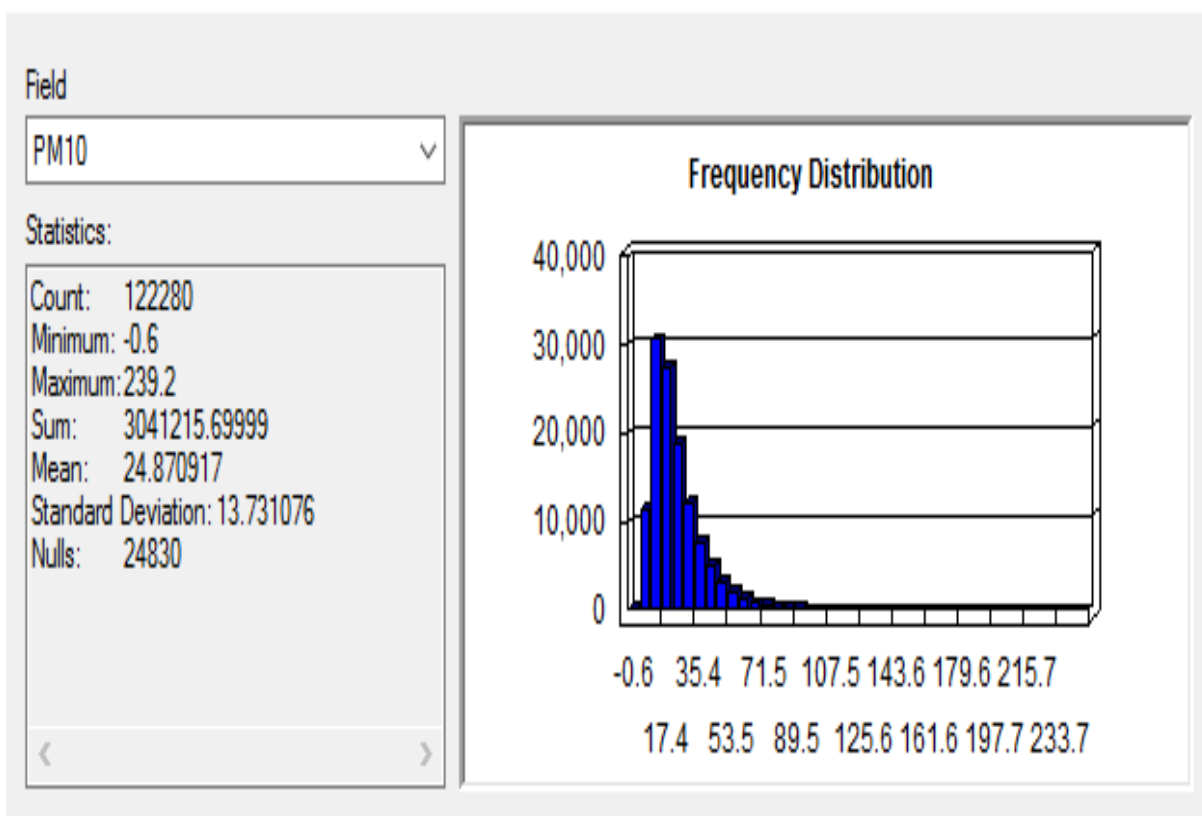 Field
PM10
Statistics:
Count: 122280
Minimum: -0.6
Maximum: 239.2
Sum: 3041215.69999
Mean: 24.870917
Standard Deviation: 13.731076
Nulls: 24830
Frequency Distribution
40,000
30,000
20,000
10,000
0
-0.6 35.4 71.5 107.5 143.6 179.6 215.7
17.4 53.5 89.5 125.6 161.6 197.7 233.7